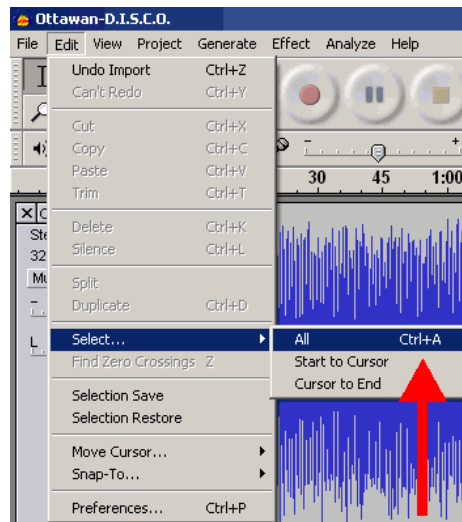 Ottawan-D.I.S.C.O.
File Edit View Project Generate Effect Analyze Help
Undo Import Ctrl+Z
Can't Redo Ctrl+Y
Cut Ctrl+X
Copy Ctrl+C
Paste Ctrl+V
Trim Ctrl+T
Delete Ctrl+K
Silence Ctrl+L
Split
Duplicate Ctrl+D
Select...
Find Zero Crossings Z
Selection Save
Selection Restore
Move Cursor...
Snap-To...
Preferences... Ctrl+P
All Ctrl+A
Start to Cursor
Cursor to End
30 45 1:00
X
Ste
32
Mu
L